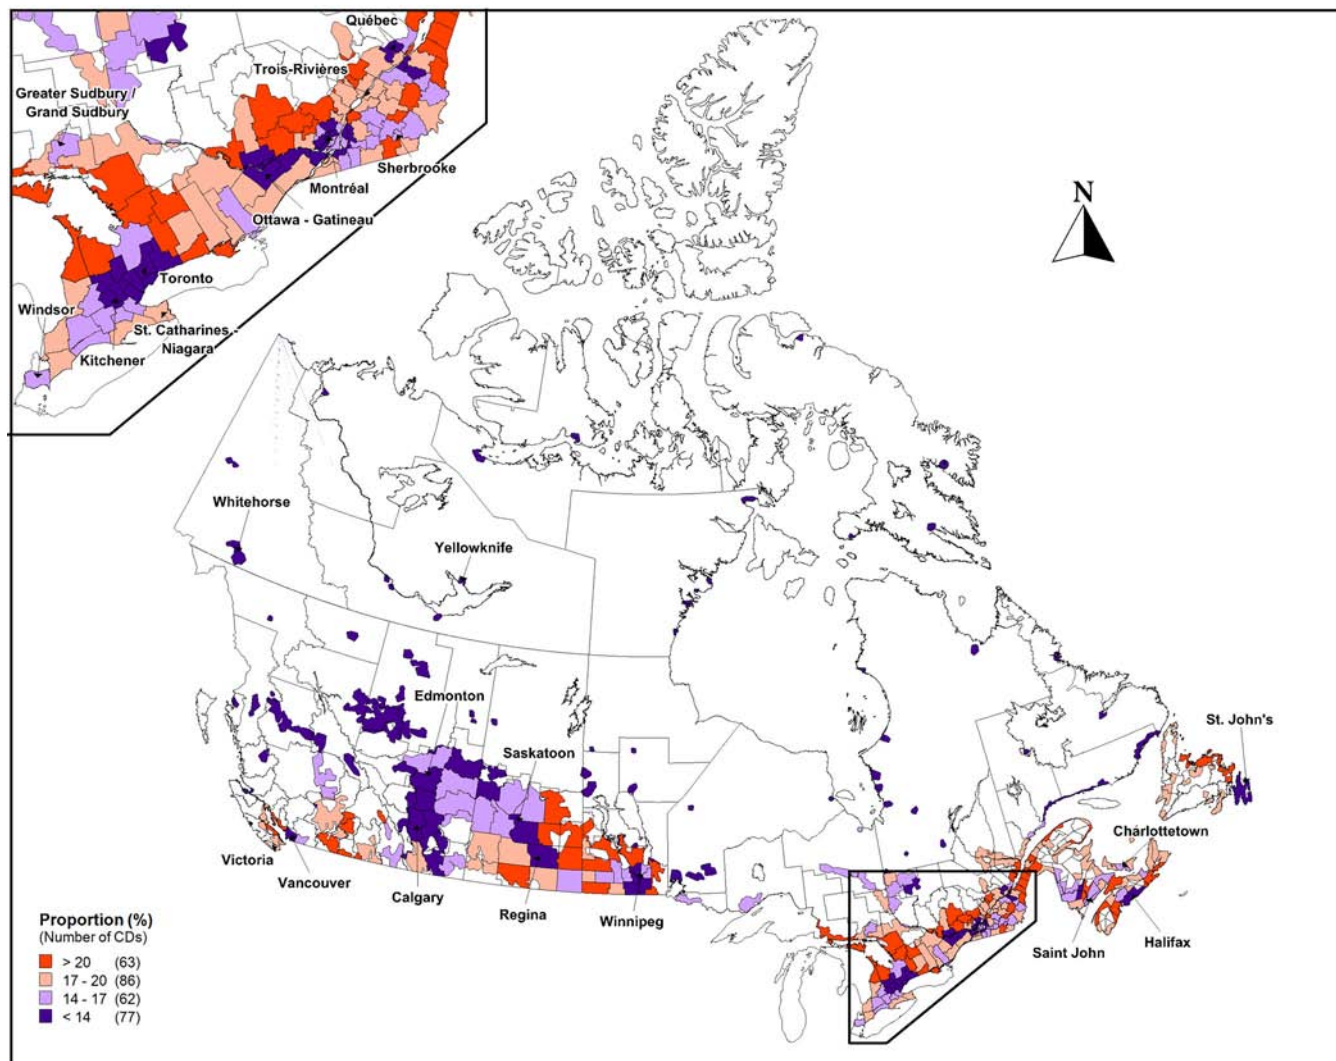 Québec
Trois-Rivières
Greater Sudbury /
Grand Sudbury
Sherbrooke
Montréal
Ottawa - Gatineau
Toronto
Windsor
St. Catharines -
Niagara
Kitchener
N
Whitehorse
Yellowknife
Edmonton
Saskatoon
St. John's
Charlottetown
Victoria
Vancouver
Calgary
Regina
Winnipeg
Saint John
Halifax
Proportion (%)
(Number of CDs)
> 20 (63)
17 - 20 (86)
14 - 17 (62)
< 14 (77)